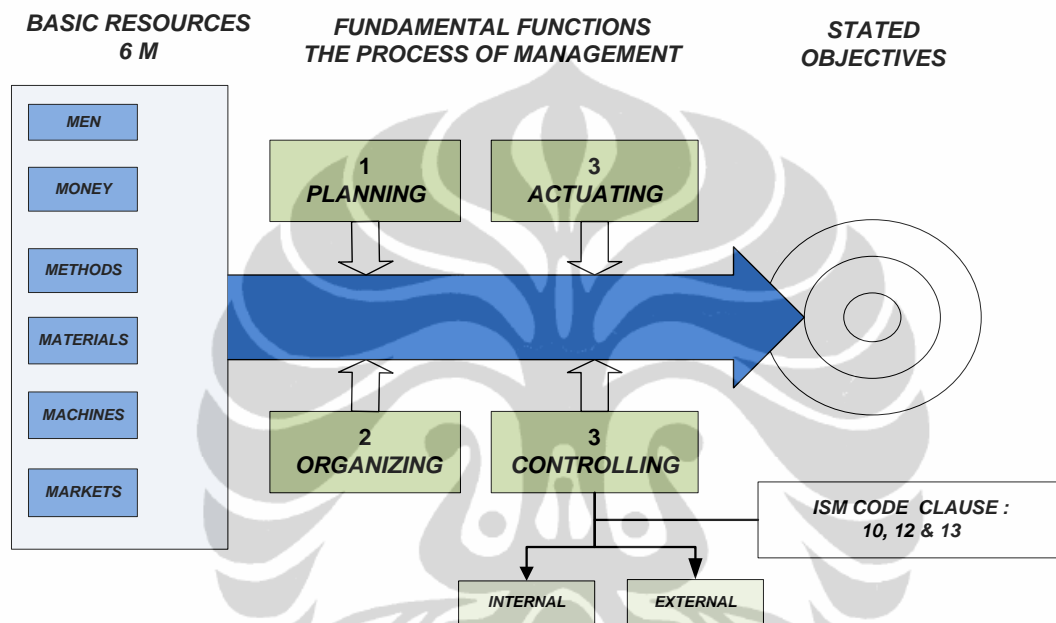 BASIC RESOURCES
6 M
FUNDAMENTAL FUNCTIONS
THE PROCESS OF MANAGEMENT
STATED
OBJECTIVES
MEN
MONEY
METHODS
MATERIALS
MACHINES
MARKETS
1
PLANNING
3
ACTUATING
2
ORGANIZING
3
CONTROLLING
ISM CODE CLAUSE :
10, 12 & 13
INTERNAL
EXTERNAL